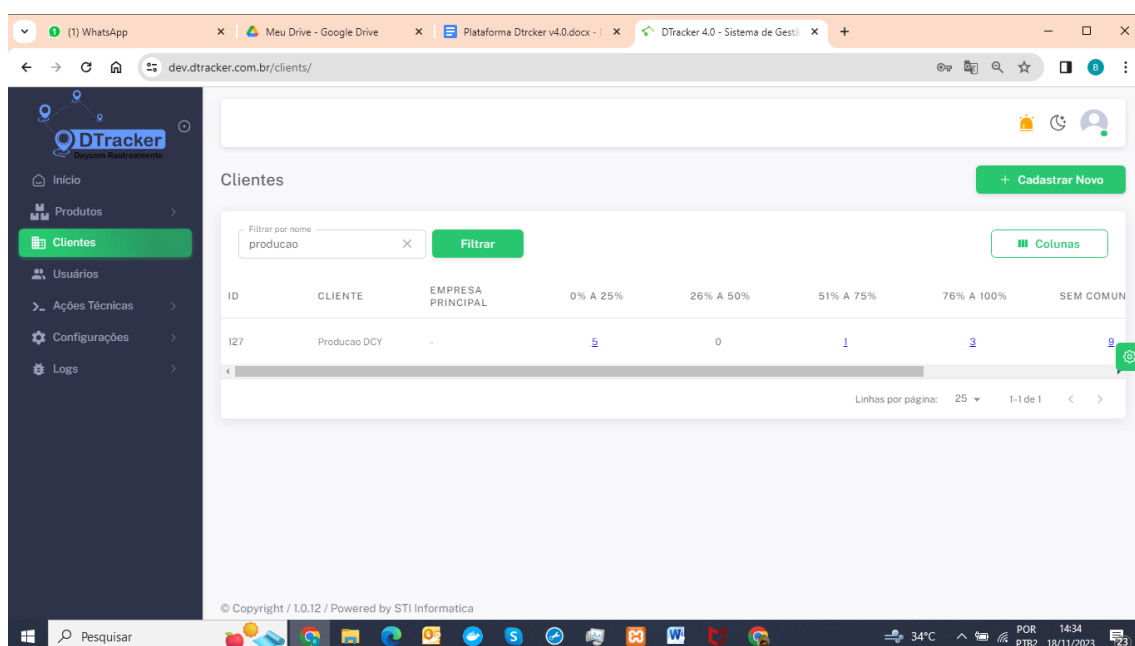 (1) WhatsApp
Meu Drive - Google Drive
Plataforma Dtrcker v4.0.docx -
DTracker 4.0 - Sistema de Gestã
dev.dtracker.com.br/clients/
B
DTracker
Daycom Rastreamento
Início
Produtos
Clientes
Usuários
Ações Técnicas
Configurações
Logs
Clientes
+ Cadastrar Novo
Filtrar por nome
producao
Filtrar
Colunas
ID CLIENTE EMPRESA PRINCIPAL 0% A 25% 26% A 50% 51% A 75% 76% A 100% SEM COMUN
127 Producao DCY - 5 0 1 3 9
Linhas por página: 25 1–1 de 1
© Copyright / 1.0.12 / Powered by STI Informatica
Pesquisar
34°C
POR
PTB2
14:34
18/11/2023
23